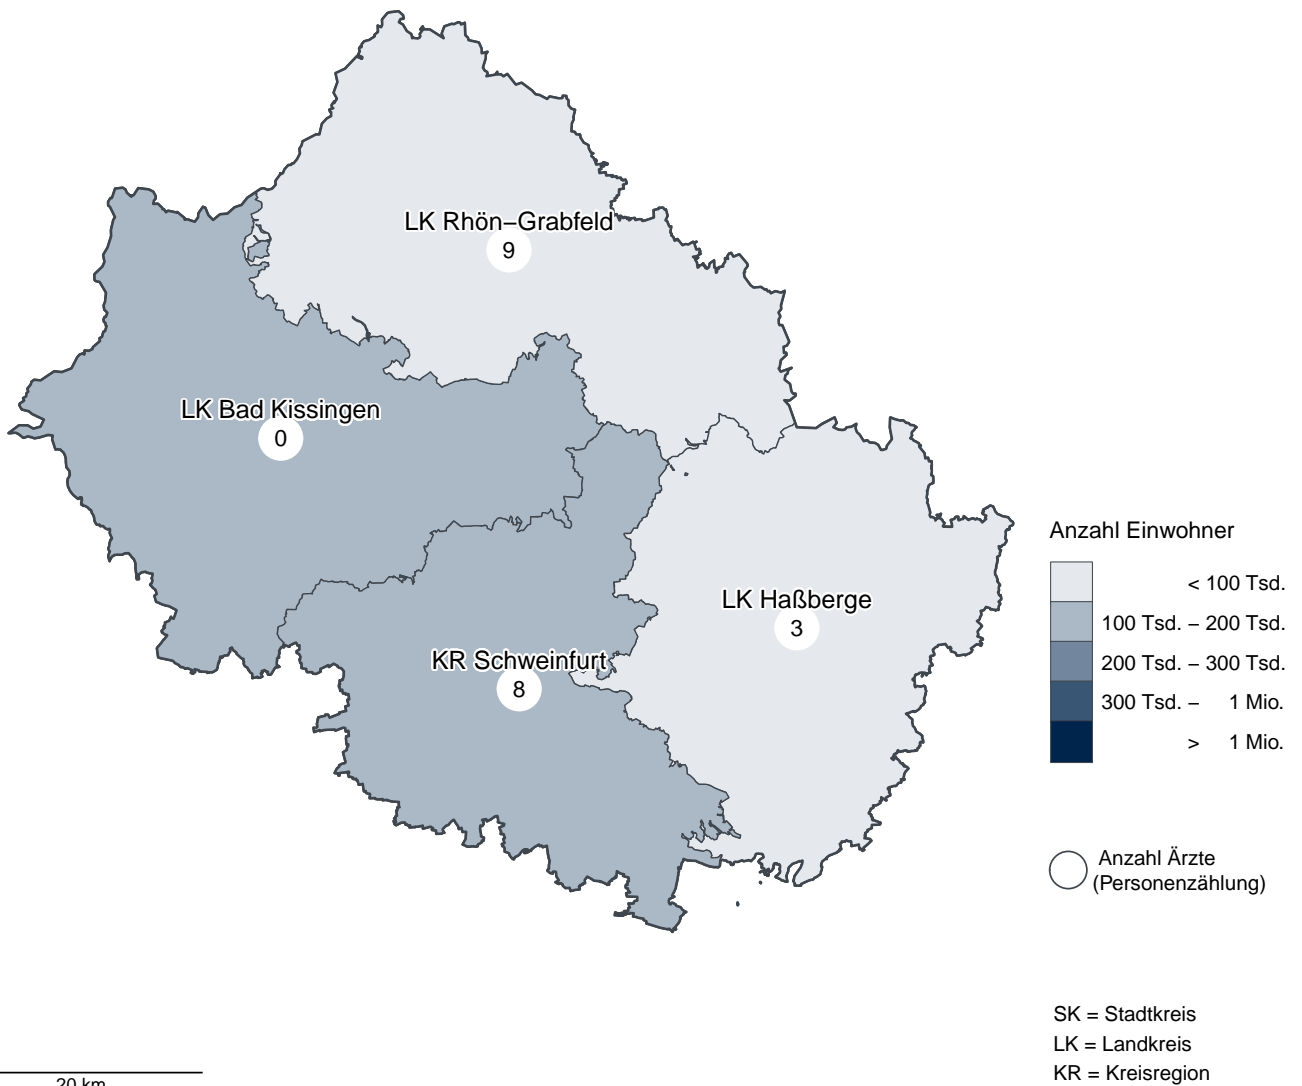 LK Rhön–Grabfeld
9
LK Bad Kissingen
0
LK Haßberge
3
KR Schweinfurt
8
Anzahl Einwohner
< 100 Tsd.
100 Tsd. – 200 Tsd.
200 Tsd. – 300 Tsd.
300 Tsd. – 1 Mio.
> 1 Mio.
Anzahl Ärzte
(Personenzählung)
SK = Stadtkreis
LK = Landkreis
KR = Kreisregion
20 km